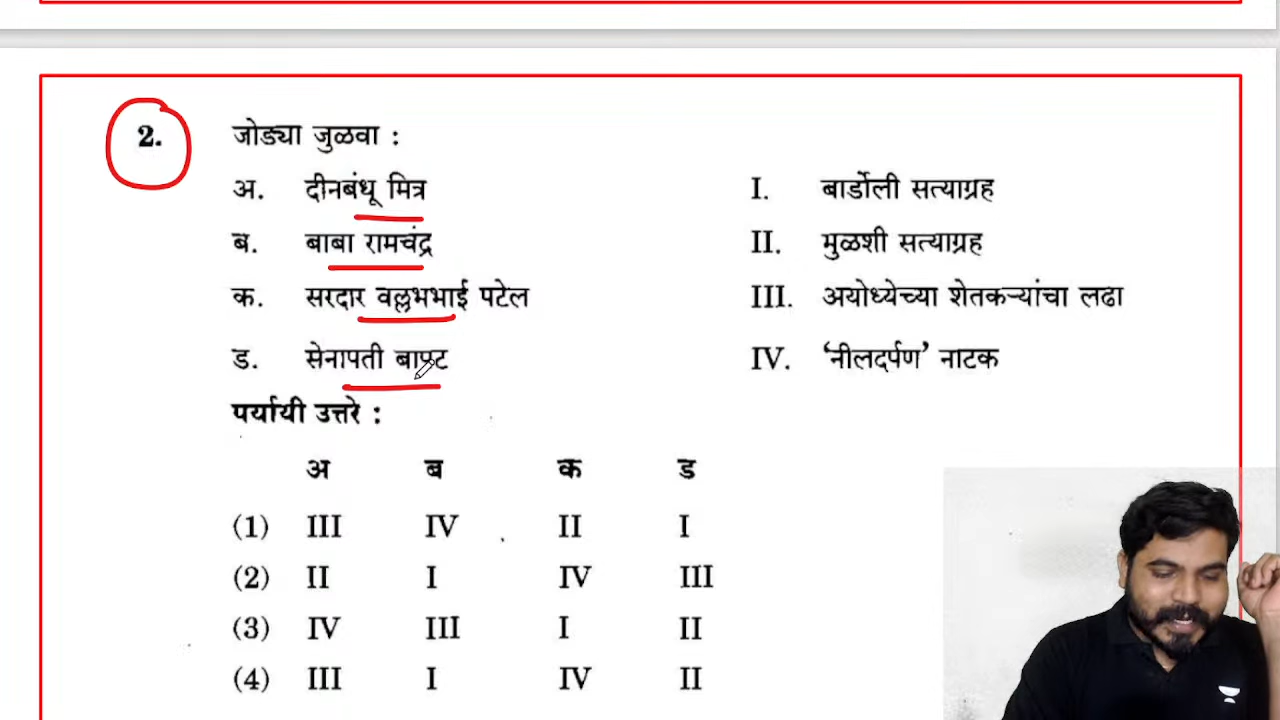 2. जोड्या जुळवा :
अ. दीनबंधू मित्र I. बार्डोली सत्याग्रह
ब. बाबा रामचंद्र II. मुळशी सत्याग्रह
क. सरदार वल्लभभाई पटेल III. अयोध्येच्या शेतकऱ्यांचा लढा
ड. सेनापती बापट IV. ‘नीलदर्पण’ नाटक
पर्यायी उत्तरे :
अ ब क ड
(1) III IV II I
(2) II I IV III
(3) IV III I II
(4) III I IV II